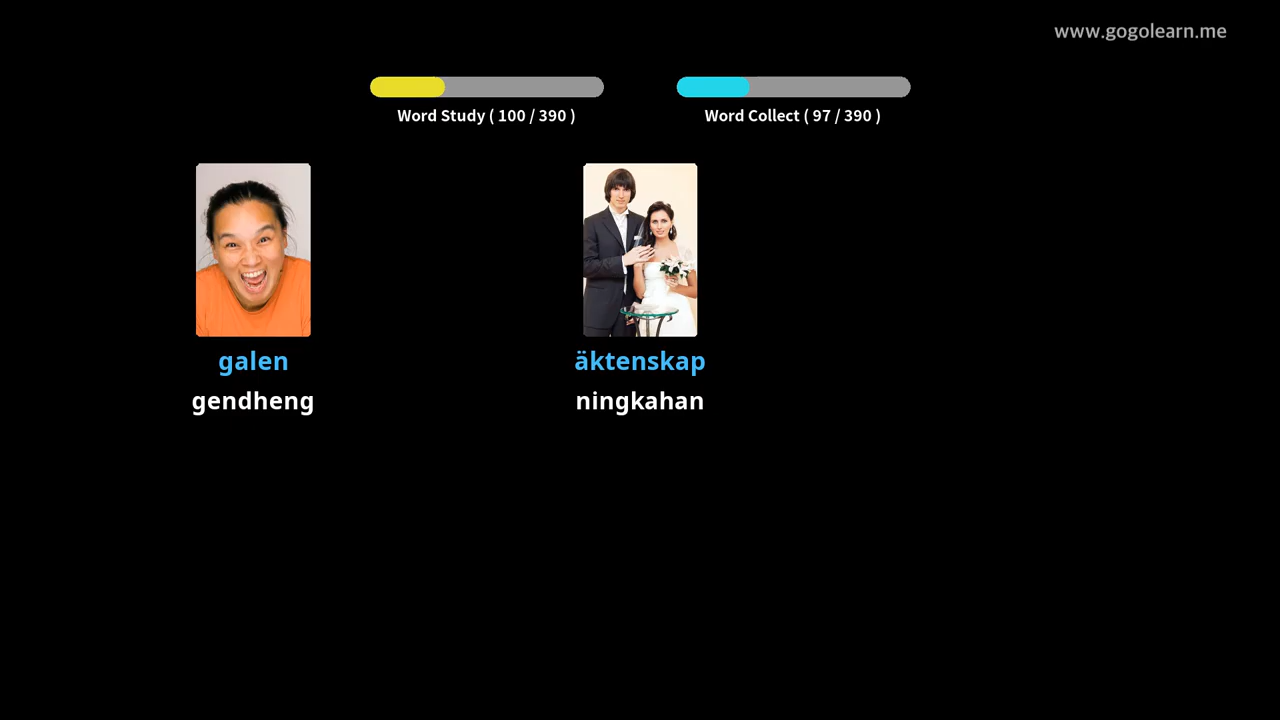 www.gogolearn.me
Word Study ( 100 / 390 )
Word Collect ( 97 / 390 )
galen
gendheng
äktenskap
ningkahan